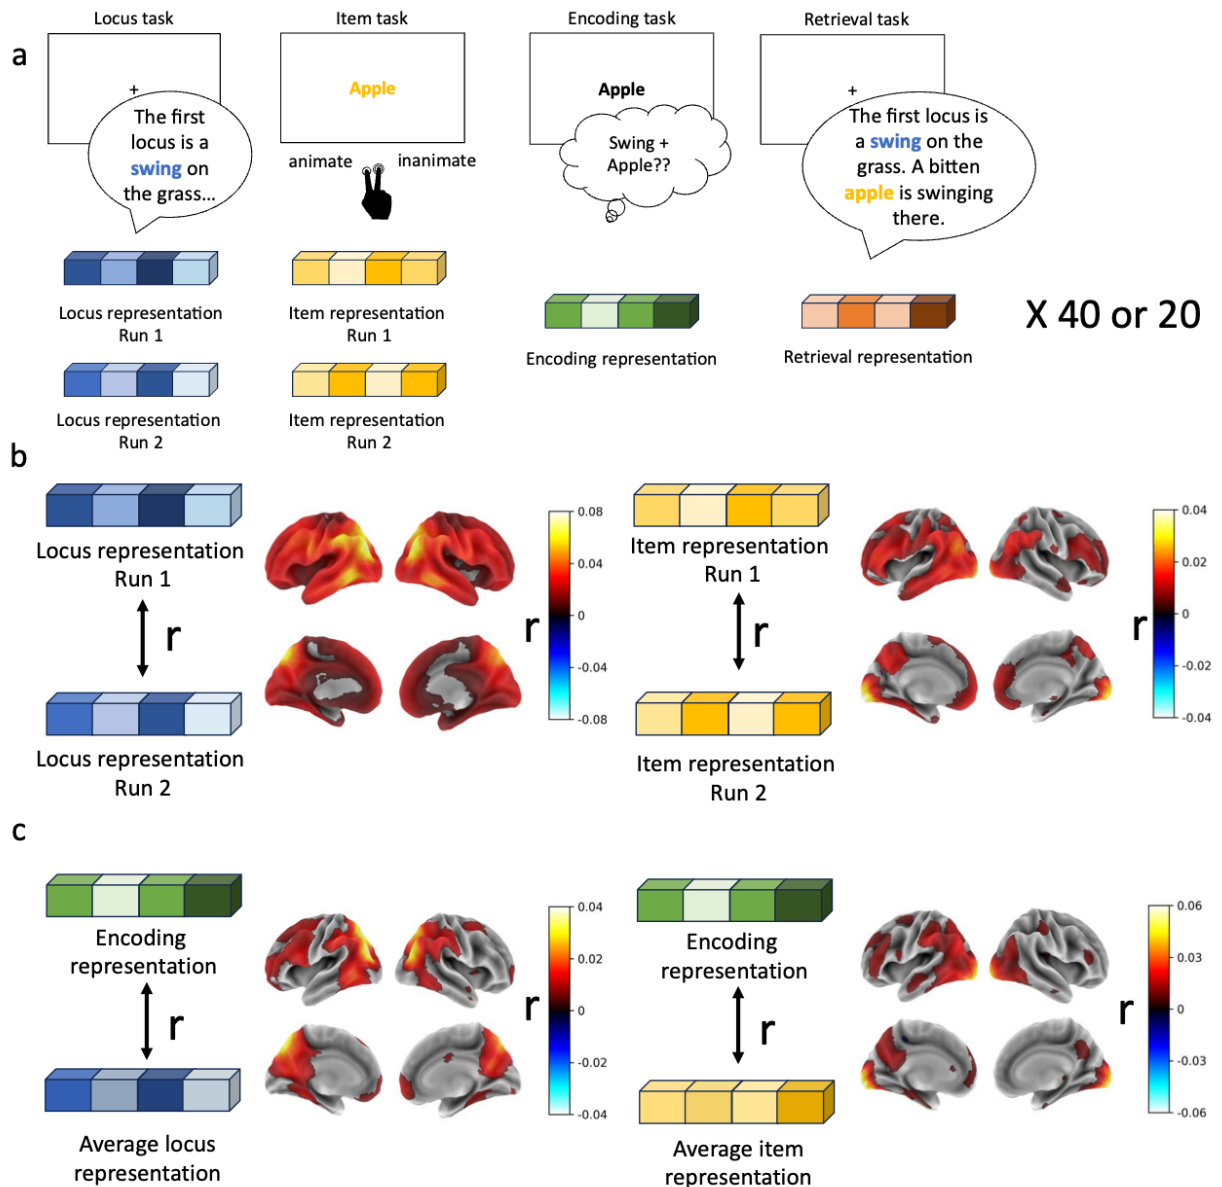 a
Locus task
Item task
Encoding task
Retrieval task
+
The first
locus is a
swing on
the grass...
Apple
animate
inanimate
Apple
Swing +
Apple??
+
The first locus is
a swing on the
grass. A bitten
apple is swinging
there.
Locus representation
Run 1
Item representation
Run 1
Encoding representation
Retrieval representation
X 40 or 20
Locus representation
Run 2
Item representation
Run 2
b
Locus representation
Run 1
r
Locus representation
Run 2
r
0.08
0.04
0
-0.04
-0.08
Item representation
Run 1
r
Item representation
Run 2
r
0.04
0.02
0
-0.02
-0.04
c
Encoding
representation
r
Average locus
representation
r
0.04
0.02
0
-0.02
-0.04
Encoding
representation
r
Average item
representation
r
0.06
0.03
0
-0.03
-0.06